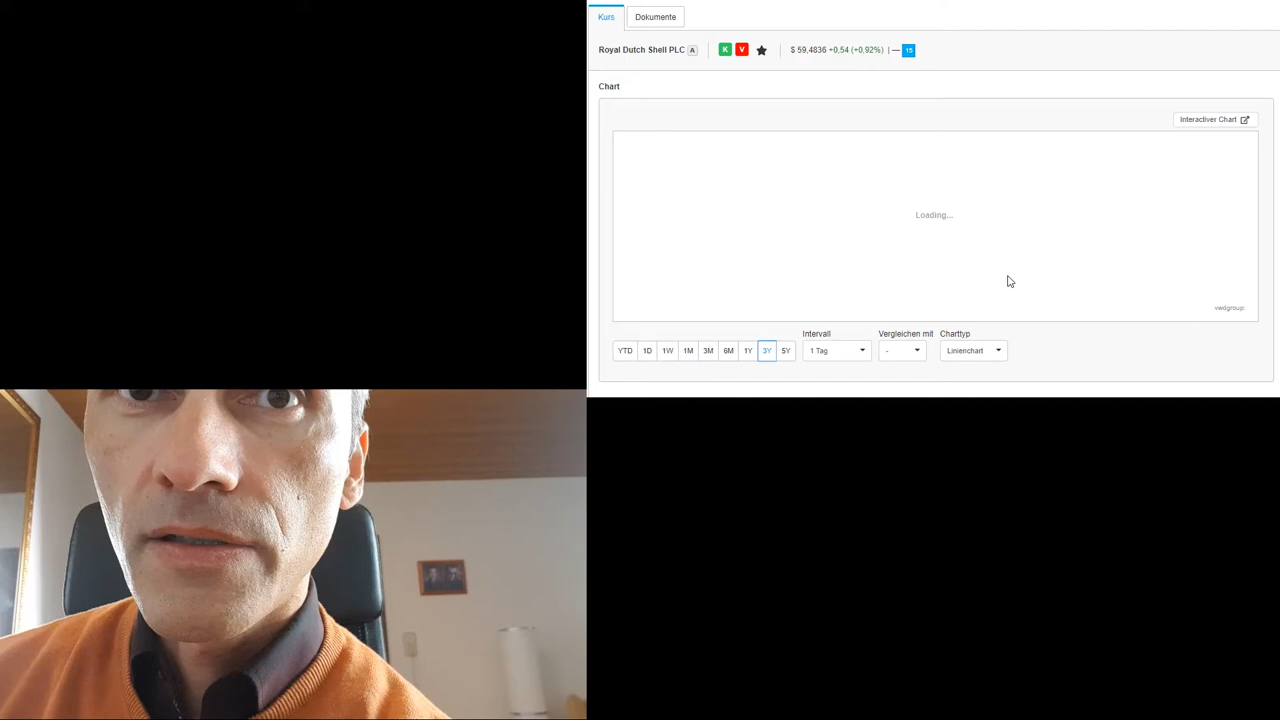 Kurs Dokumente
Royal Dutch Shell PLC A K V $ 59,4836 +0,54 (+0,92%) | — 15
Chart
Interactiver Chart
Loading...
vwdgroup
Intervall Vergleichen mit Charttyp
YTD 1D 1W 1M 3M 6M 1Y 3Y 5Y 1 Tag - Linienchart